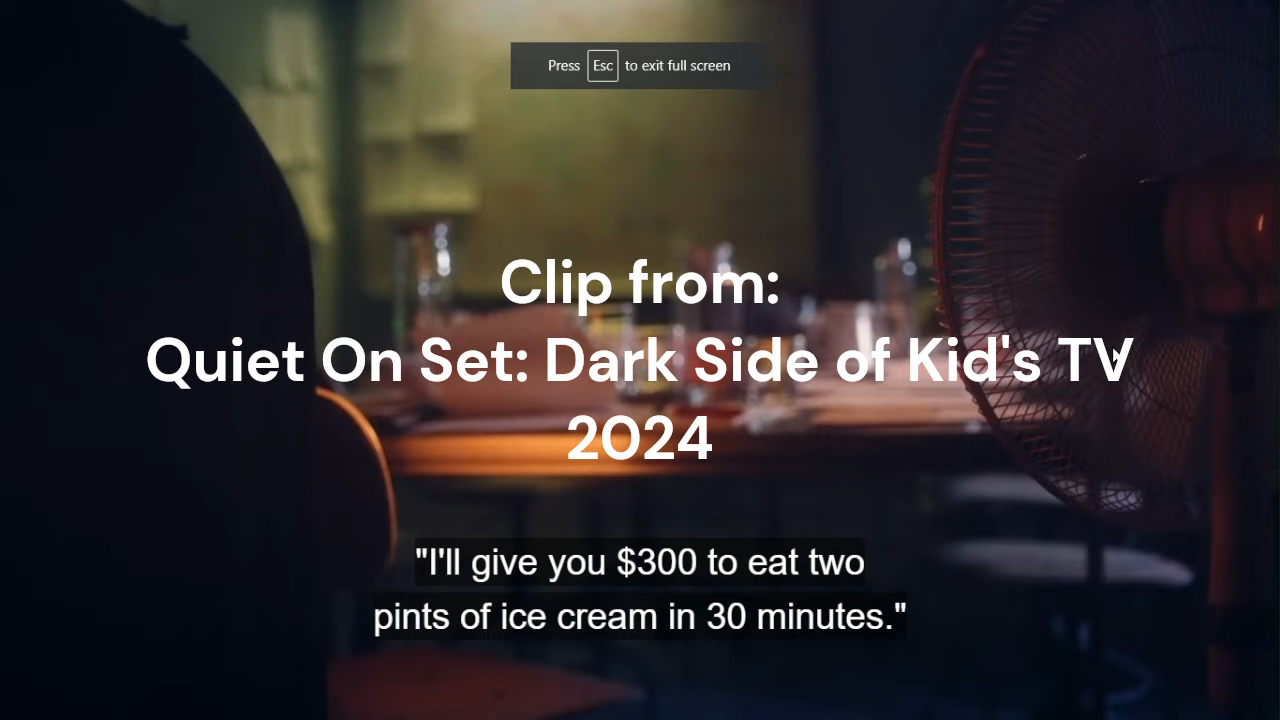 Press Esc to exit full screen
Clip from:
Quiet On Set: Dark Side of Kid's TV
2024
"I'll give you $300 to eat two
pints of ice cream in 30 minutes."